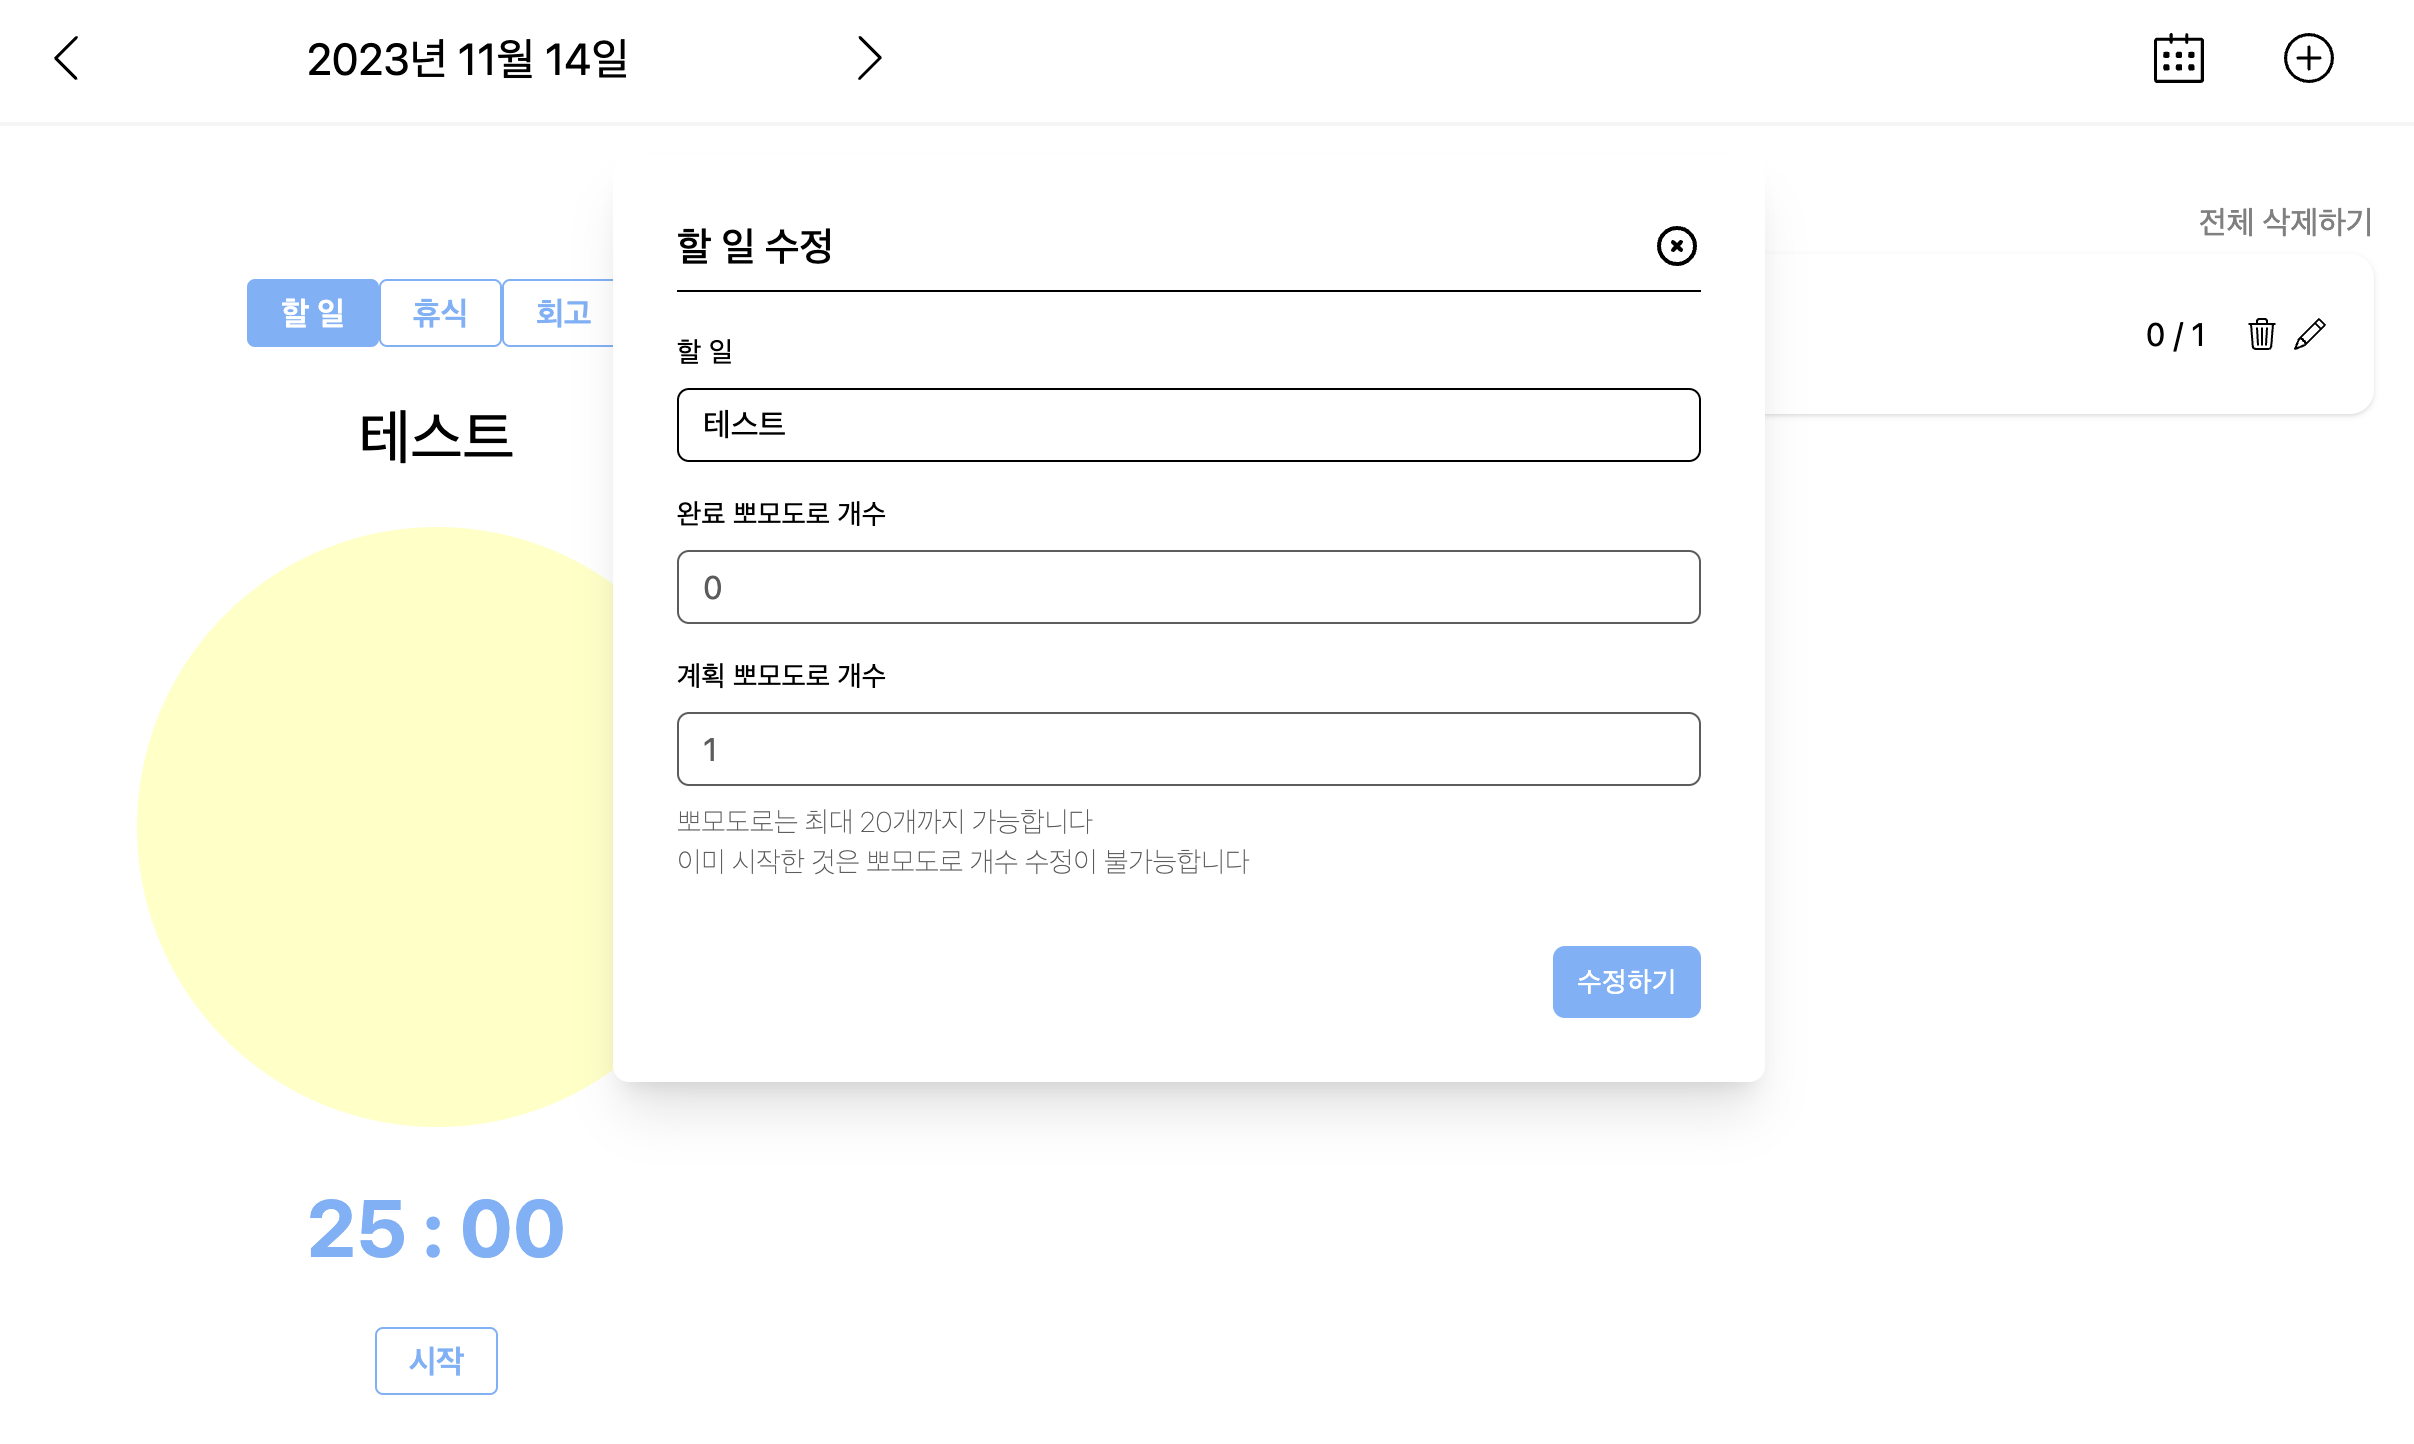 2023년 11월 14일
전체 삭제하기
할 일 휴식 회고
테스트
25 : 00
시작
할 일 수정
할 일
테스트
완료 뽀모도로 개수
0
계획 뽀모도로 개수
1
뽀모도로는 최대 20개까지 가능합니다
이미 시작한 것은 뽀모도로 개수 수정이 불가능합니다
수정하기
0 / 1